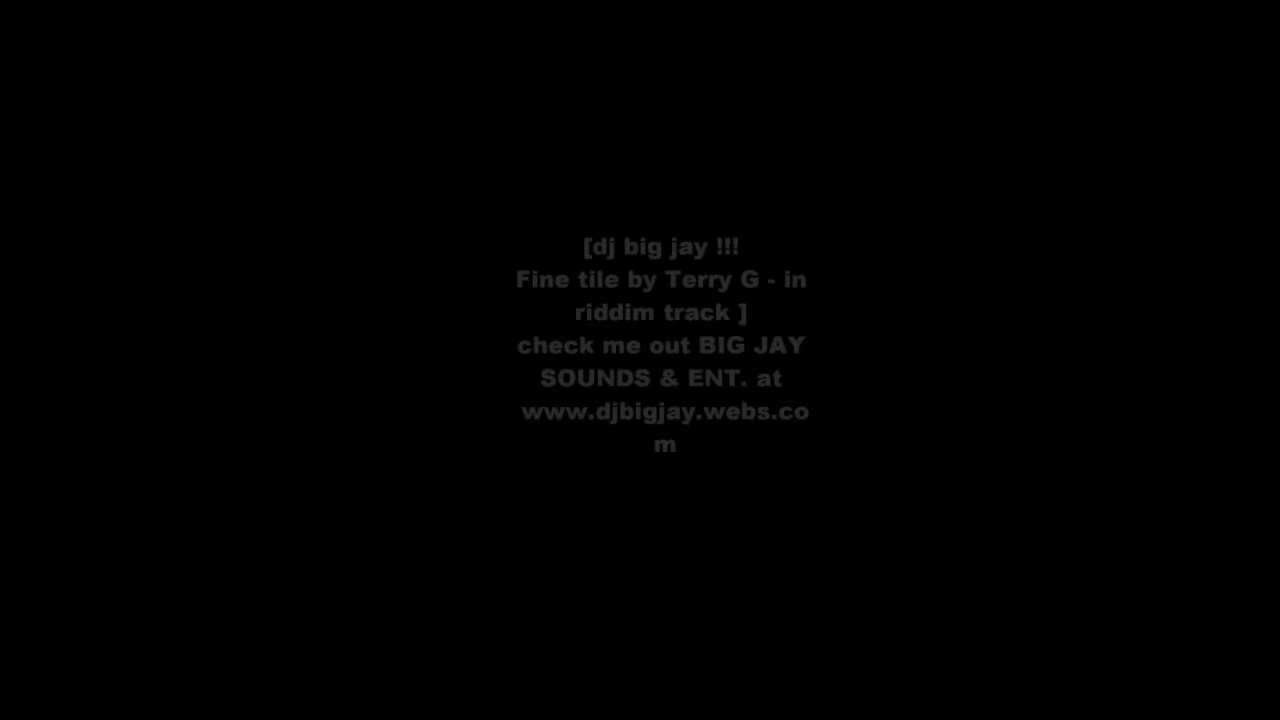 [dj big jay !!!
Fine tile by Terry G - in
riddim track ]
check me out BIG JAY
SOUNDS & ENT. at
www.djbigjay.webs.co
m